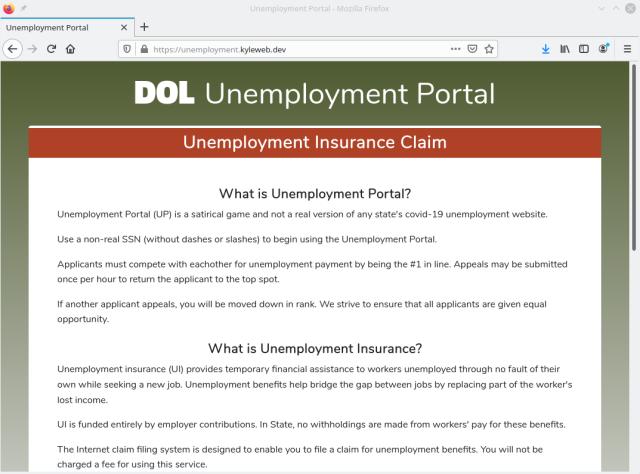 Unemployment Portal - Mozilla Firefox
Unemployment Portal
https://unemployment.kyleweb.dev
DOL Unemployment Portal
Unemployment Insurance Claim
What is Unemployment Portal?
Unemployment Portal (UP) is a satirical game and not a real version of any state's covid-19 unemployment website.
Use a non-real SSN (without dashes or slashes) to begin using the Unemployment Portal.
Applicants must compete with eachother for unemployment payment by being the #1 in line. Appeals may be submitted
once per hour to return the applicant to the top spot.
If another applicant appeals, you will be moved down in rank. We strive to ensure that all applicants are given equal
opportunity.
What is Unemployment Insurance?
Unemployment insurance (UI) provides temporary financial assistance to workers unemployed through no fault of their
own while seeking a new job. Unemployment benefits help bridge the gap between jobs by replacing part of the worker's
lost income.
UI is funded entirely by employer contributions. In State, no withholdings are made from workers' pay for these benefits.
The Internet claim filing system is designed to enable you to file a claim for unemployment benefits. You will not be
charged a fee for using this service.